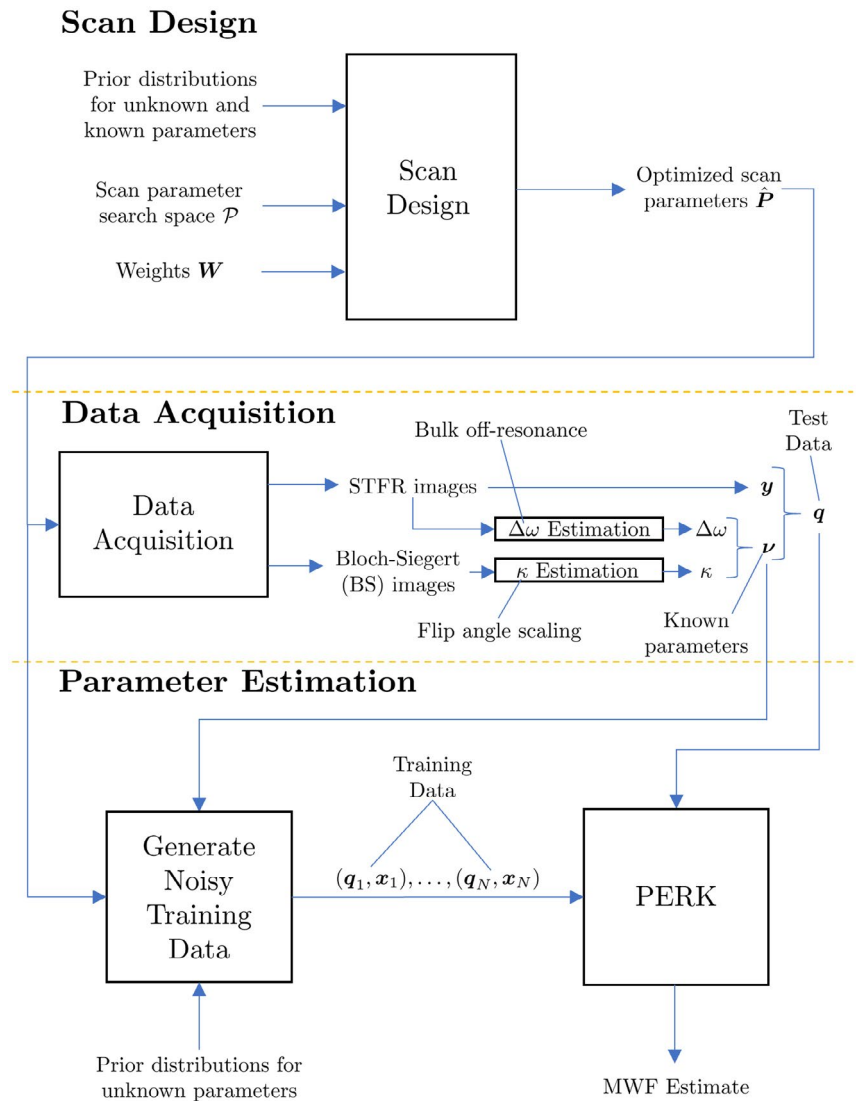 Scan Design
Prior distributions
for unknown and
known parameters
Scan parameter
search space 𝒫
Weights W
Scan
Design
Optimized scan
parameters P̂
Data Acquisition
Data
Acquisition
Bulk off-resonance
STFR images
Δω Estimation
Δω
Bloch-Siegert
(BS) images
κ Estimation
κ
Flip angle scaling
y
ν
Known
parameters
Test
Data
q
Parameter Estimation
Generate
Noisy
Training
Data
Training
Data
(q₁, x₁), . . . , (q_N, x_N)
PERK
Prior distributions for
unknown parameters
MWF Estimate